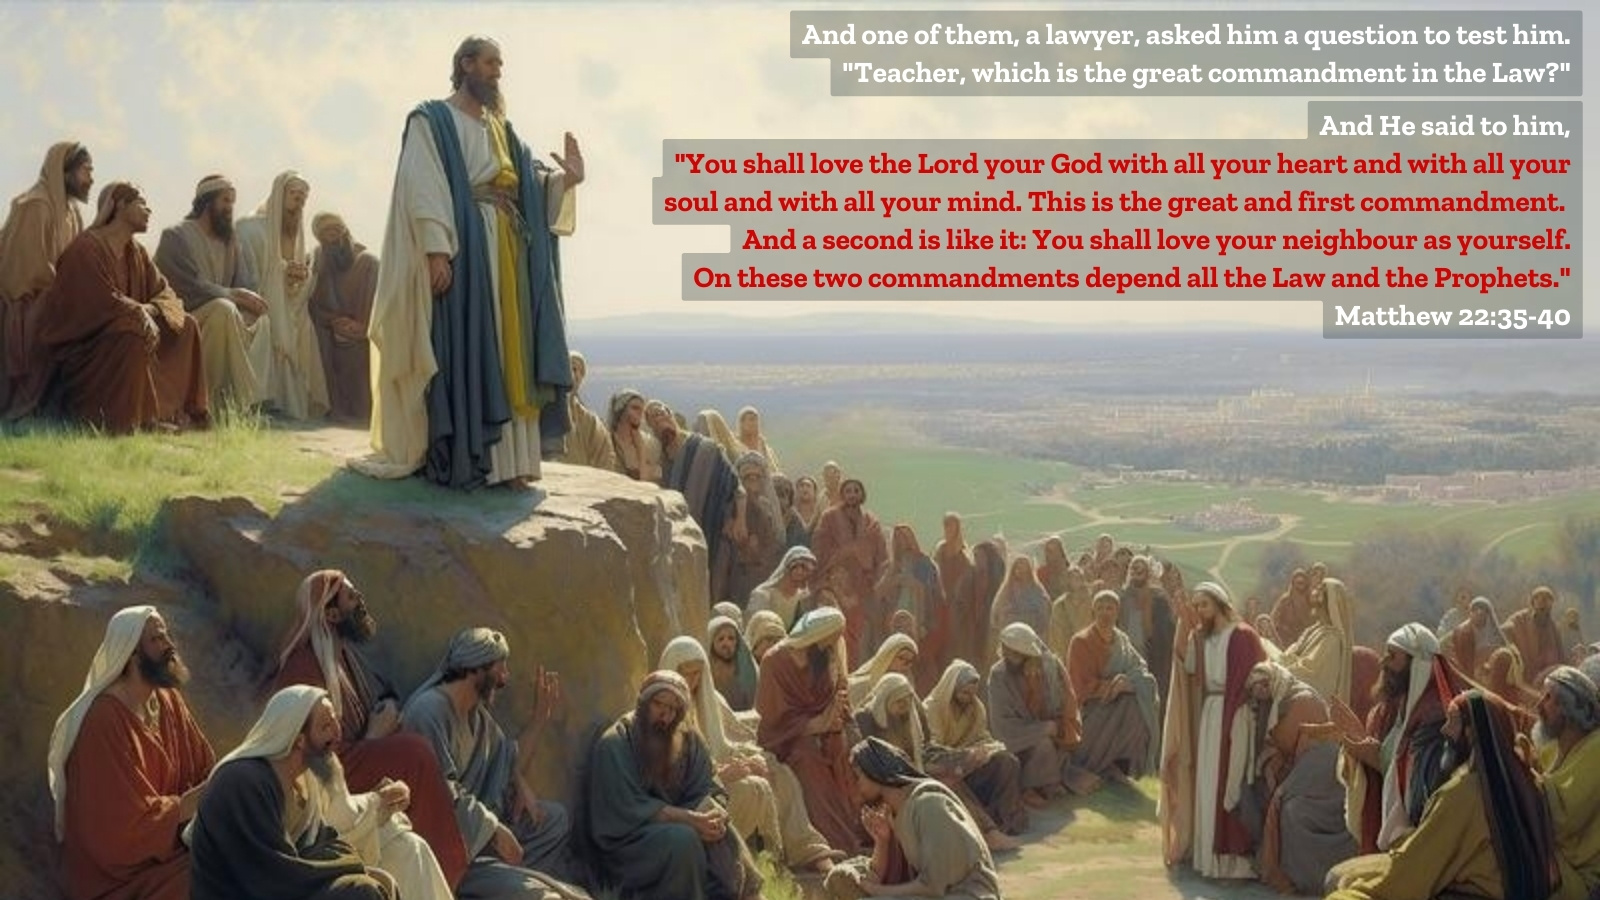 And one of them, a lawyer, asked him a question to test him.
"Teacher, which is the great commandment in the Law?"
And He said to him,
"You shall love the Lord your God with all your heart and with all your
soul and with all your mind. This is the great and first commandment.
And a second is like it: You shall love your neighbour as yourself.
On these two commandments depend all the Law and the Prophets."
Matthew 22:35-40